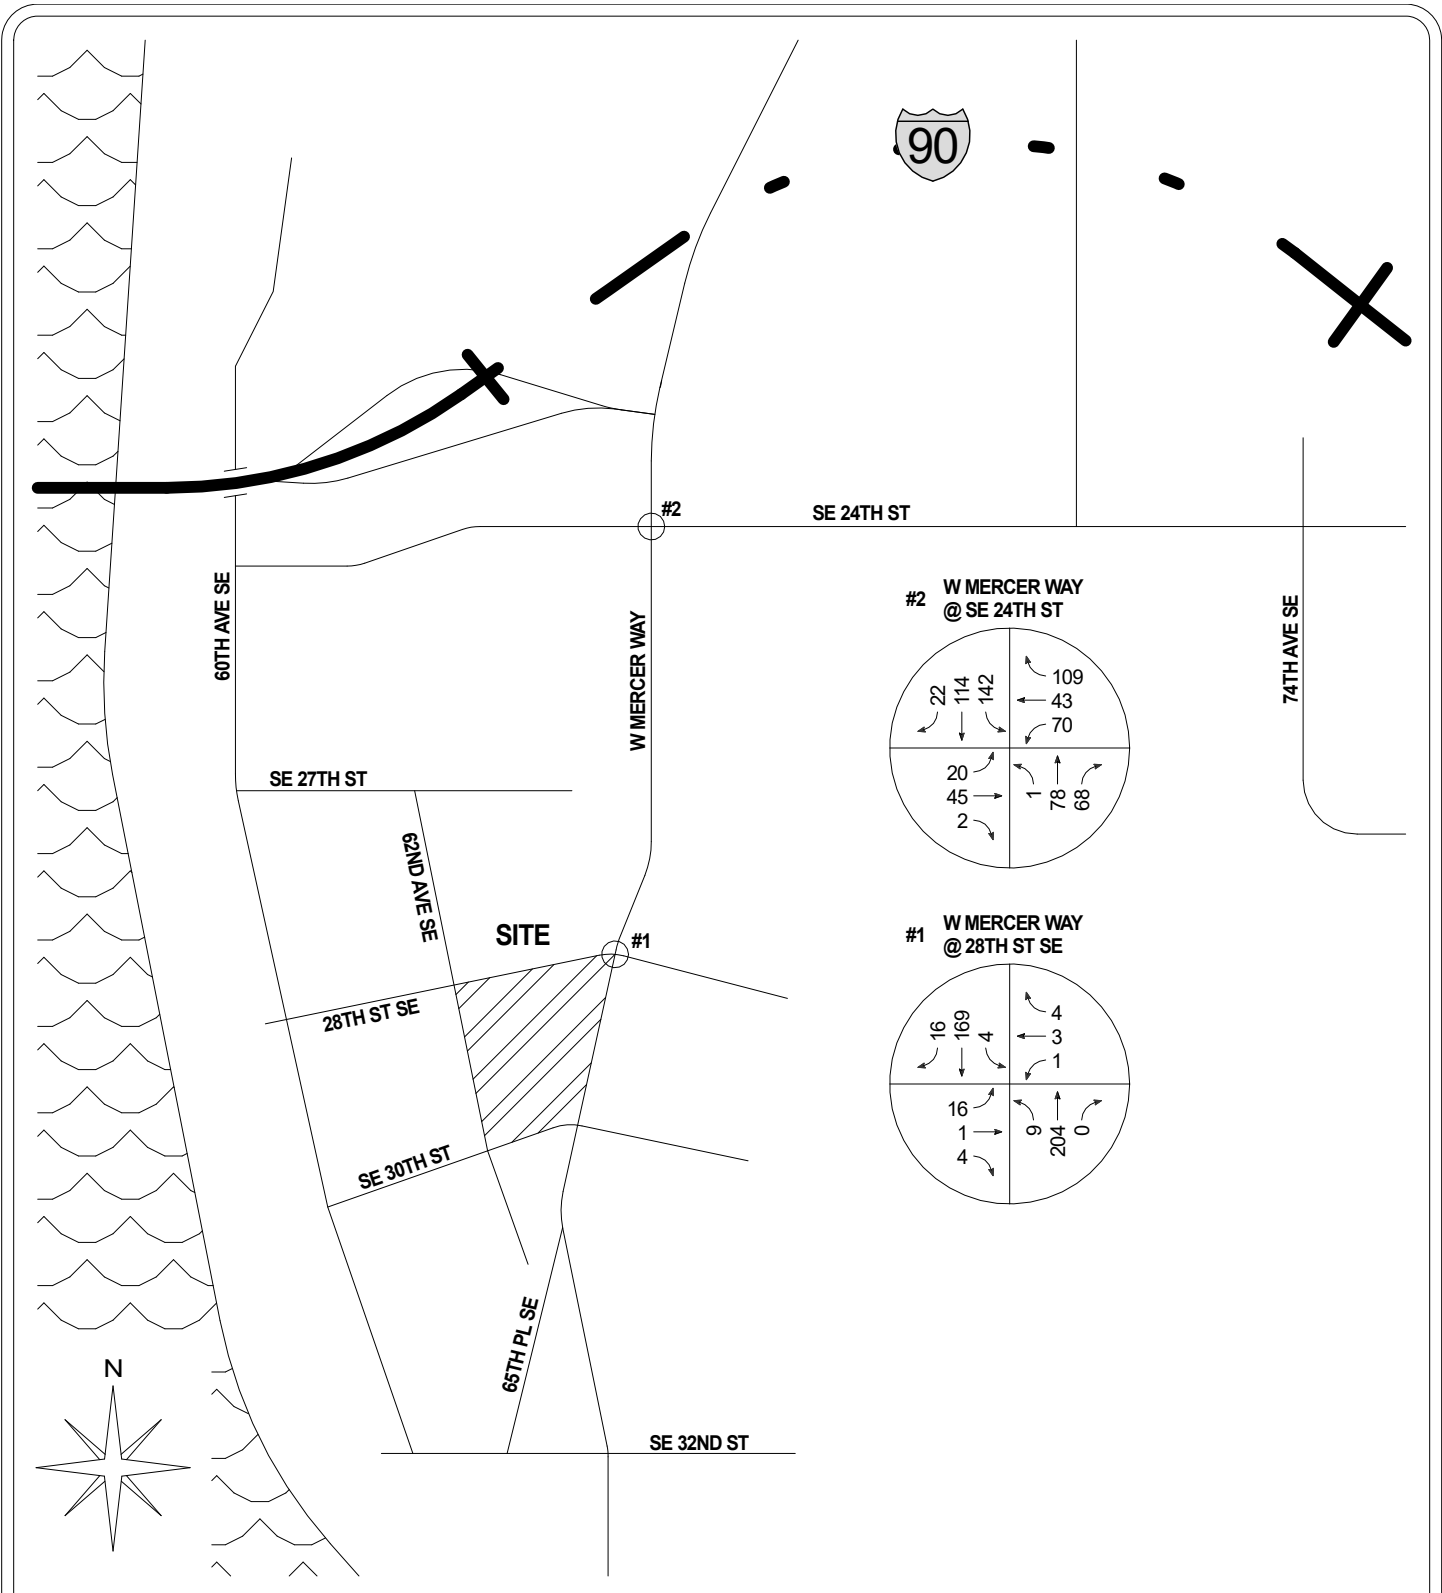 90
#2
SE 24TH ST
60TH AVE SE
W MERCER WAY
74TH AVE SE
#2
W MERCER WAY
@ SE 24TH ST
22
114
142
109
43
70
20
45
2
1
78
68
SE 27TH ST
62ND AVE SE
SITE
#1
28TH ST SE
#1
W MERCER WAY
@ 28TH ST SE
16
169
4
4
3
1
16
1
4
9
204
0
SE 30TH ST
65TH PL SE
N
SE 32ND ST